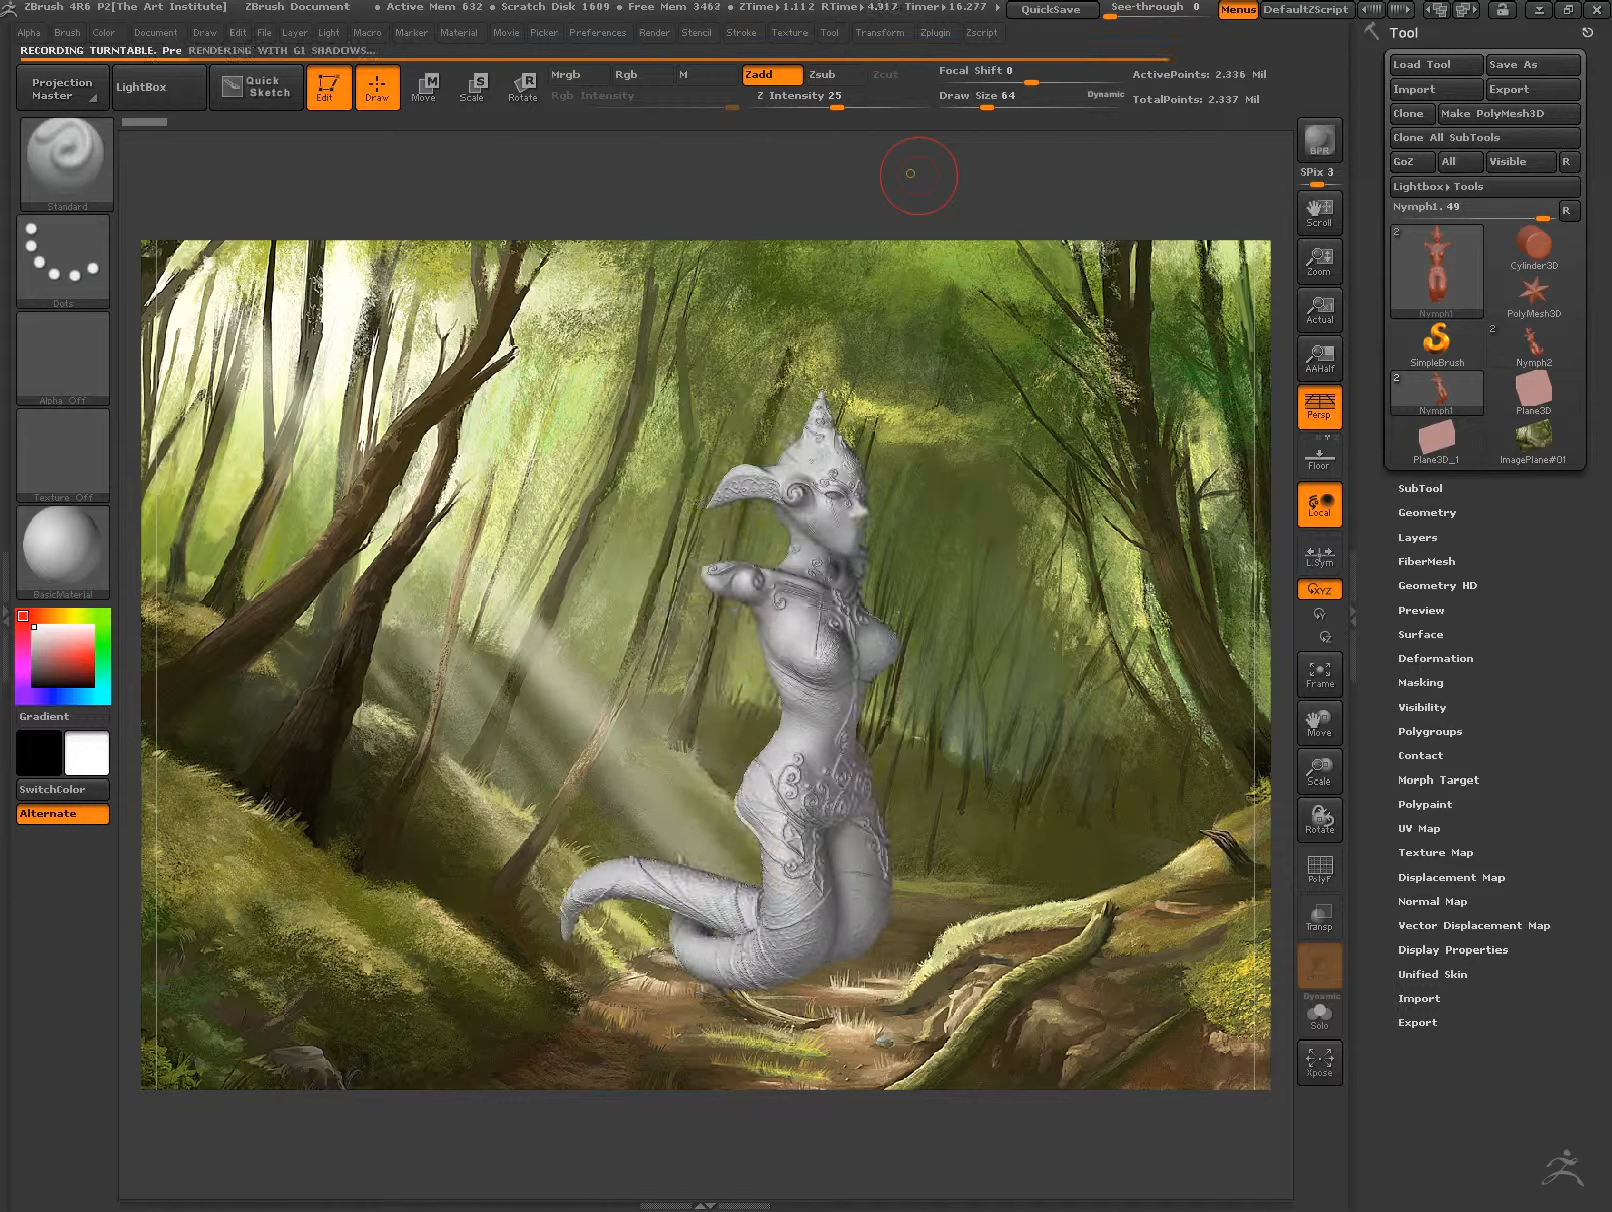 ZBrush 4R6 P2[The Art Institute] ZBrush Document • Active Mem 632 • Scratch Disk 1609 • Free Mem 3462 • ZTime▸1.112 RTime▸4.917 Timer▸16.277 QuickSave See-through 0 Menus DefaultZScript
Alpha Brush Color Document Draw Edit File Layer Light Macro Marker Material Movie Picker Preferences Render Stencil Stroke Texture Tool Transform Zplugin Zscript
RECORDING TURNTABLE. Pre RENDERING WITH G1 SHADOWS...
Projection Master
LightBox
Quick Sketch
Edit
Draw
Move
Scale
Rotate
Mrgb Rgb M
Rgb Intensity
Zadd Zsub Zcut
Z Intensity 25
Focal Shift 0
Draw Size 64 Dynamic
ActivePoints: 2.336 Mil
TotalPoints: 2.337 Mil
Standard
Dots
Alpha Off
Texture Off
BasicMaterial
Gradient
SwitchColor
Alternate
BPR
SPix 3
Scroll
Zoom
Actual
AAHalf
Persp
Floor
Local
L.Sym
XYZ
Y
Z
Frame
Move
Scale
Rotate
PolyF
Transp
Dynamic
Solo
Xpose
Tool
Load Tool Save As
Import Export
Clone Make PolyMesh3D
Clone All SubTools
GoZ All Visible R
Lightbox▸Tools
Nymph1. 49 R
2
Nymph1
Cylinder3D
PolyMesh3D
SimpleBrush
2
Nymph2
2
Nymph1
Plane3D
Plane3D_1
ImagePlane#01
SubTool
Geometry
Layers
FiberMesh
Geometry HD
Preview
Surface
Deformation
Masking
Visibility
Polygroups
Contact
Morph Target
Polypaint
UV Map
Texture Map
Displacement Map
Normal Map
Vector Displacement Map
Display Properties
Unified Skin
Import
Export